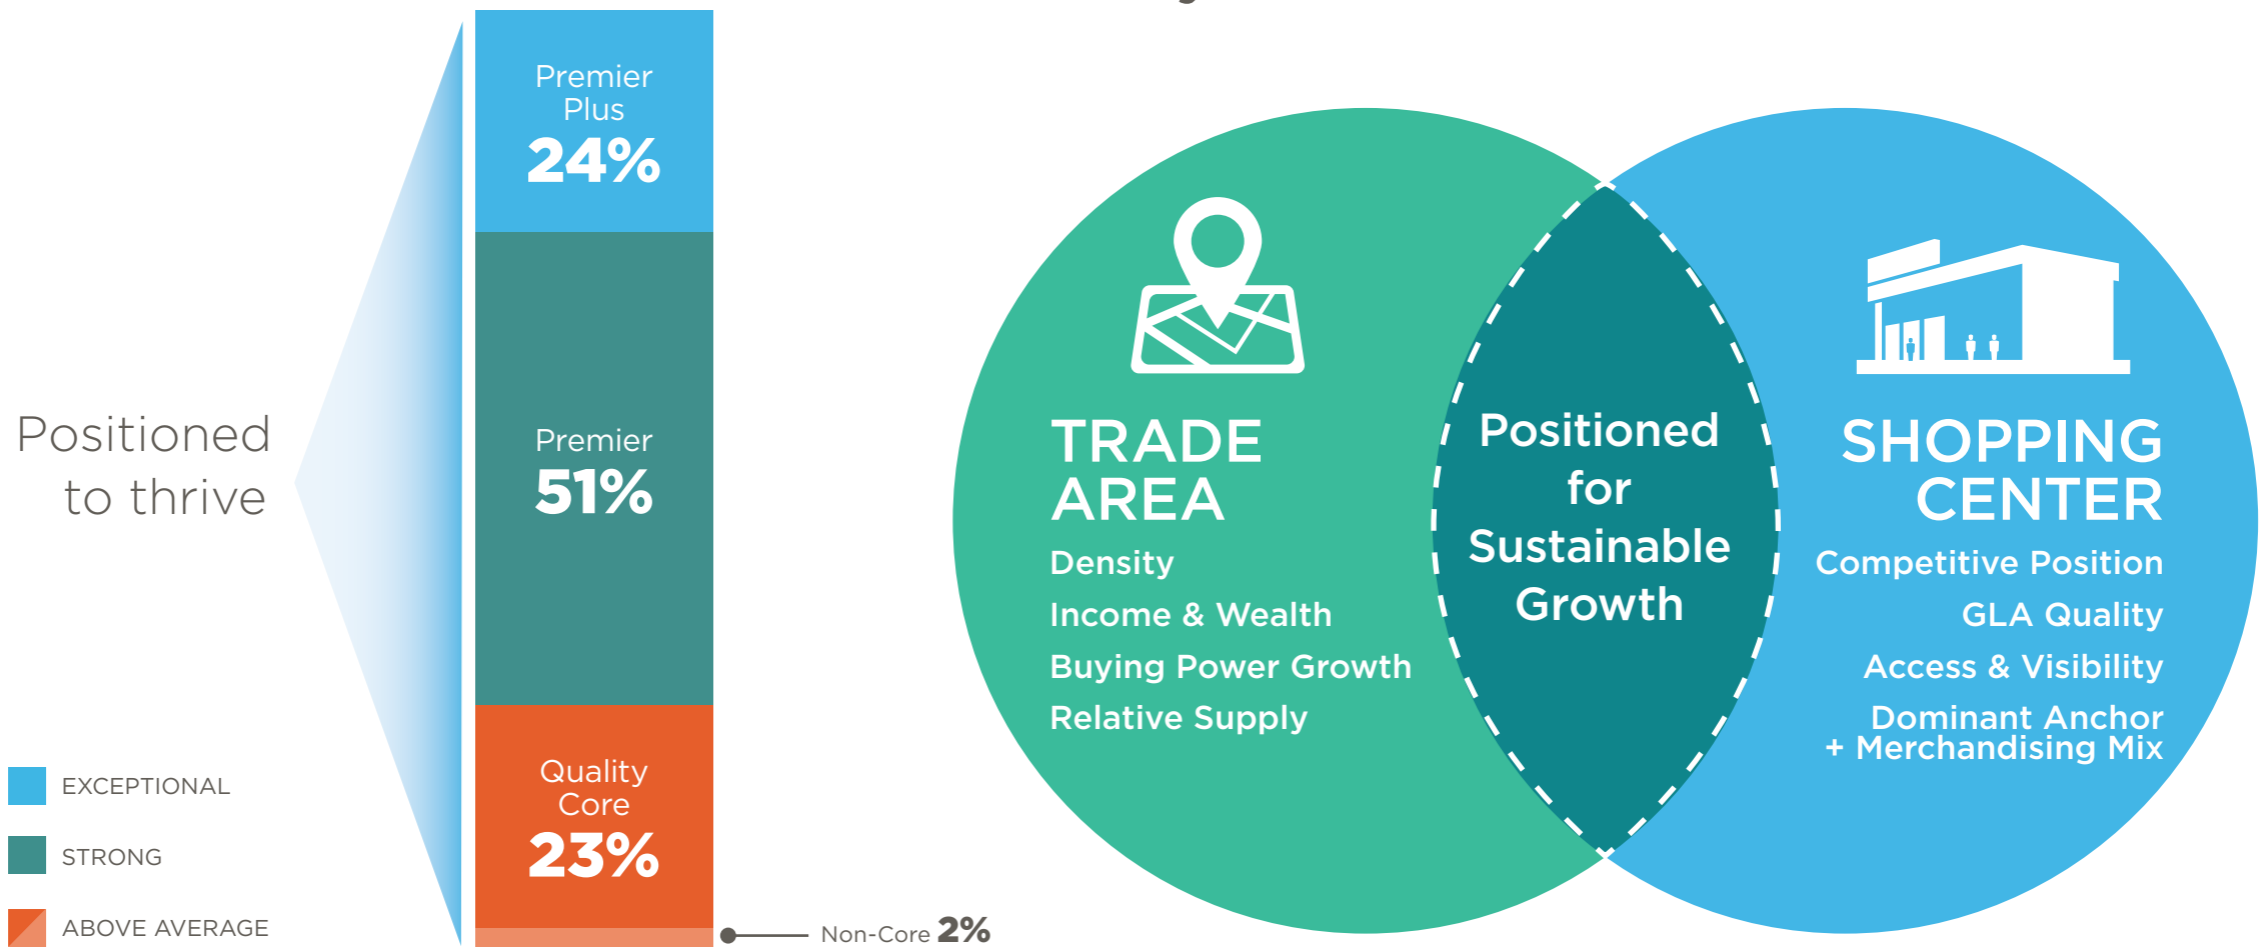 Positioned
to thrive
EXCEPTIONAL
STRONG
ABOVE AVERAGE
Premier
Plus
24%
Premier
51%
Quality
Core
23%
Non-Core 2%
TRADE
AREA
Density
Income & Wealth
Buying Power Growth
Relative Supply
Positioned
for
Sustainable
Growth
SHOPPING
CENTER
Competitive Position
GLA Quality
Access & Visibility
Dominant Anchor
+ Merchandising Mix